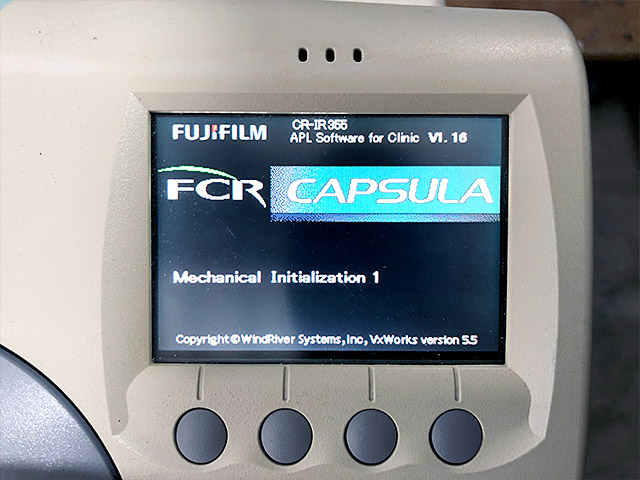 FUJIFILM
CR-IR355
APL Software for Clinic V1.16
FCR CAPSULA
Mechanical Initialization 1
Copyright©WindRiver Systems,Inc,VxWorks version 5.5